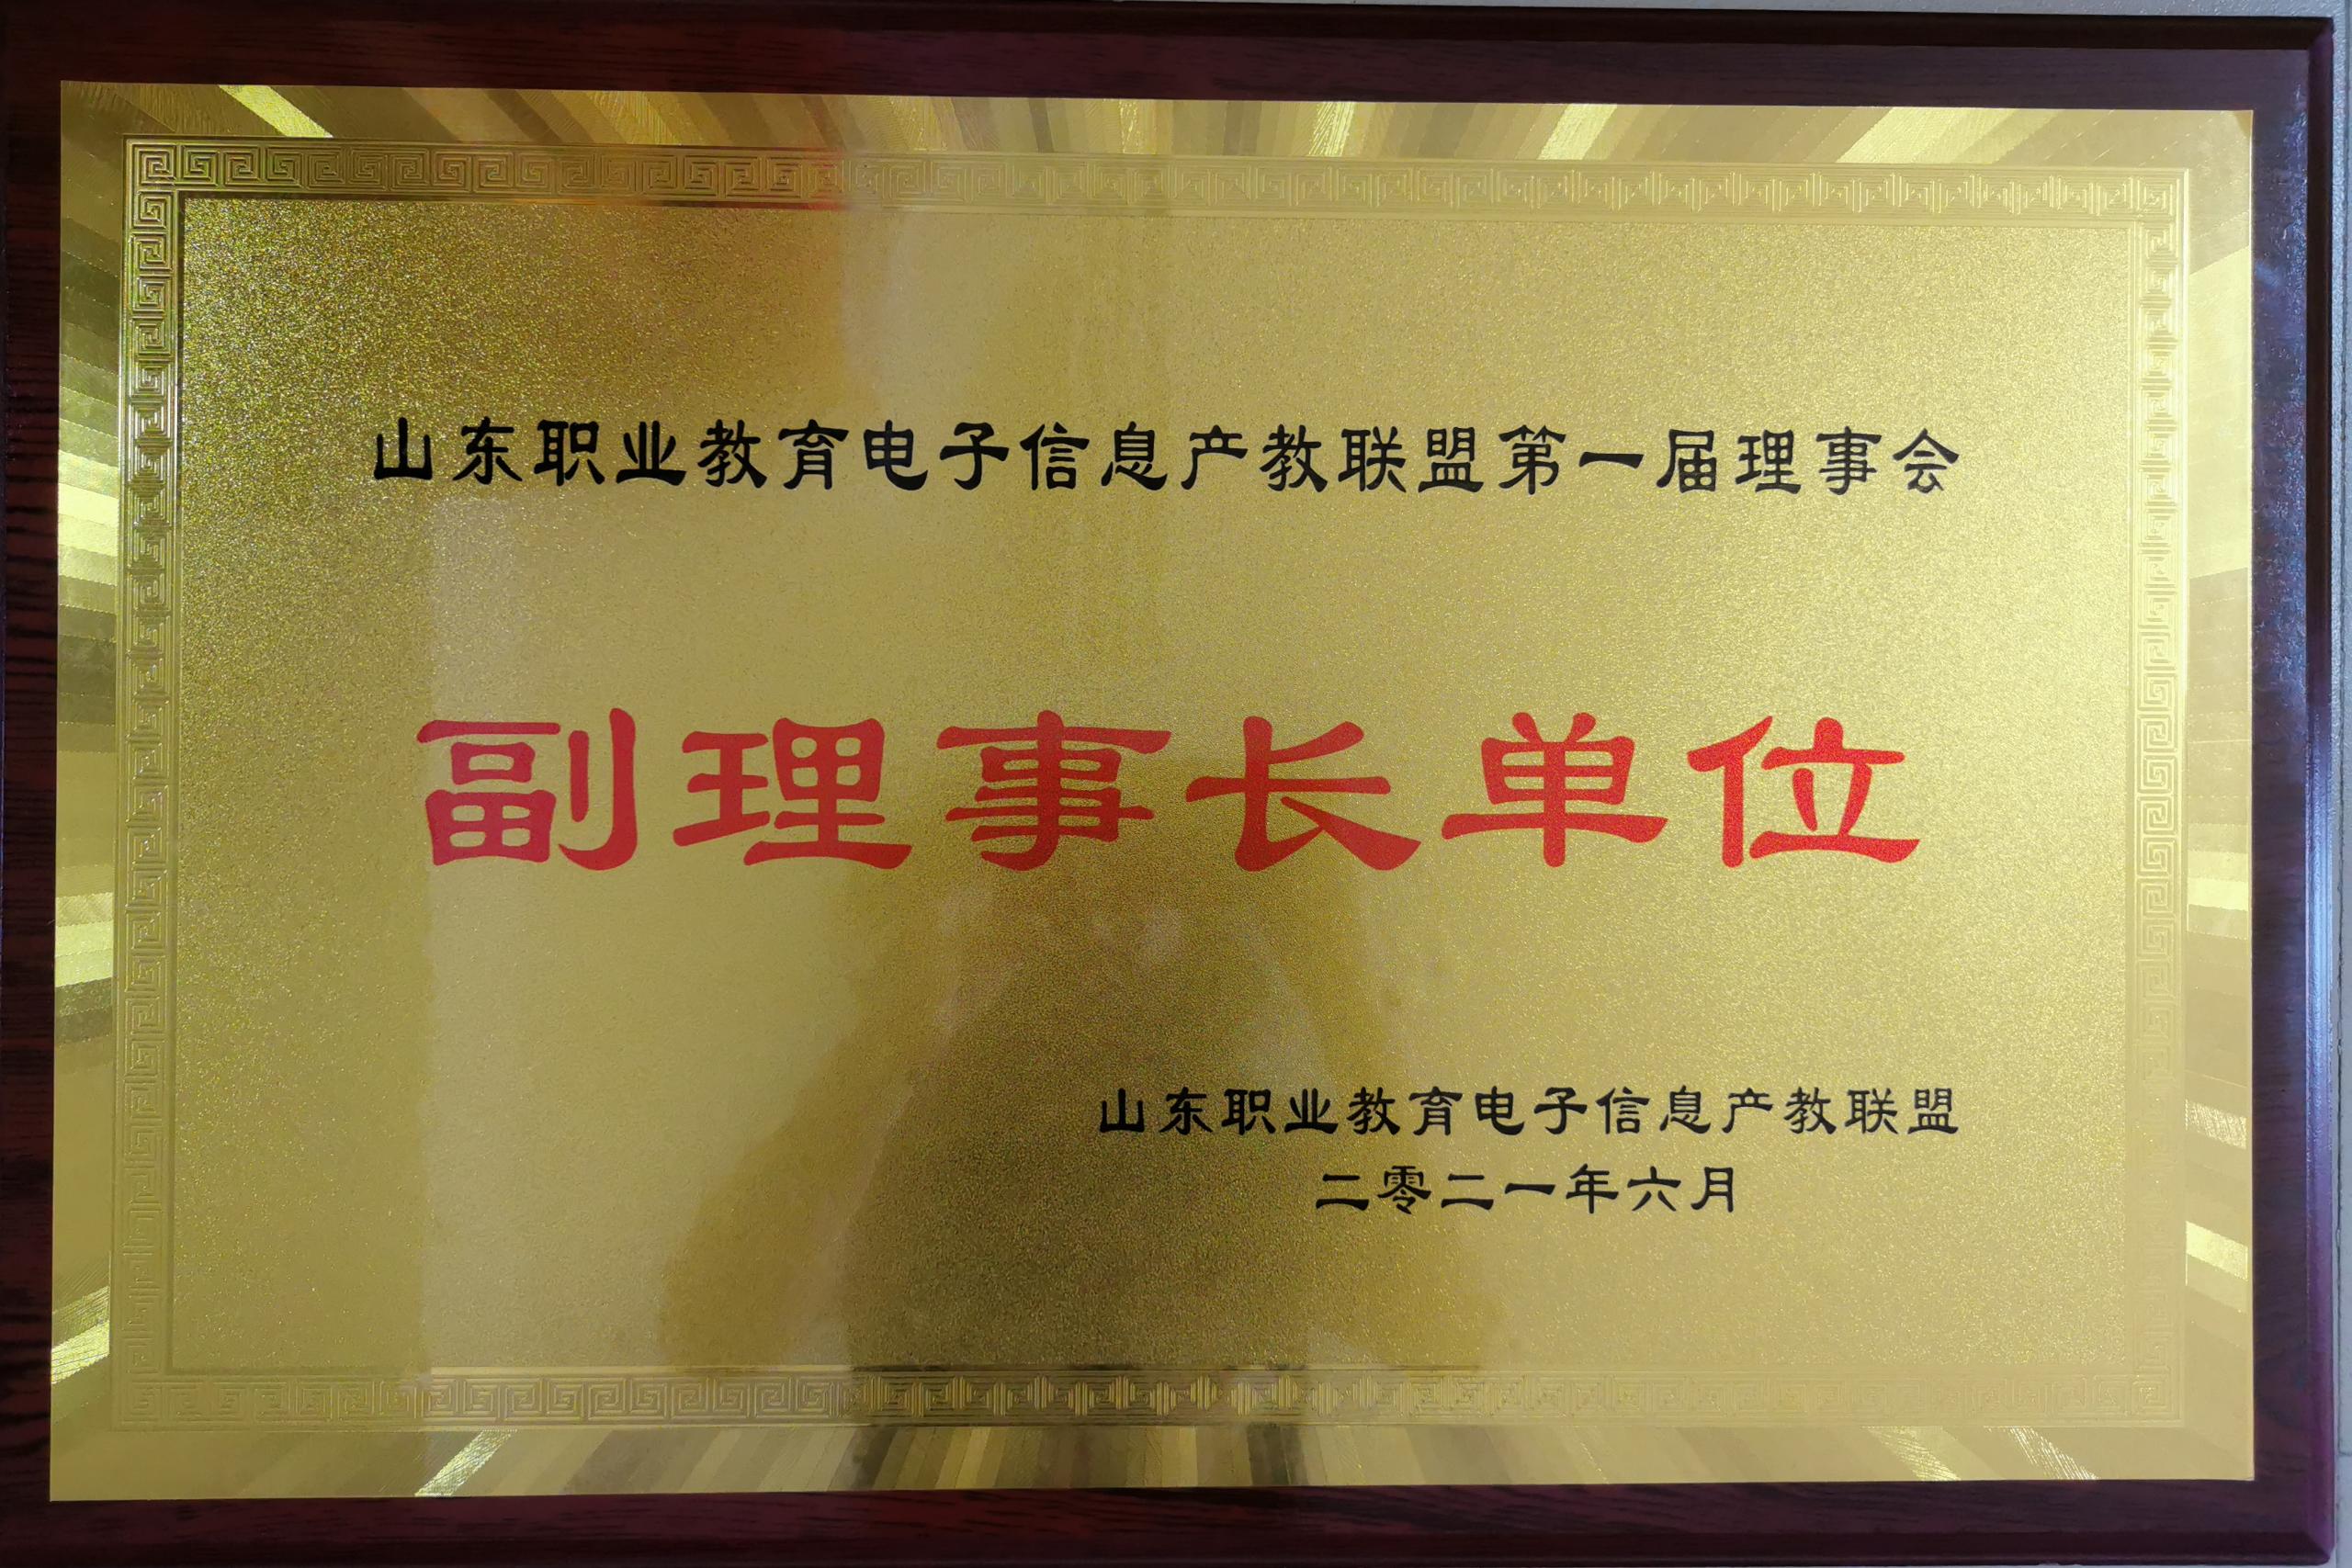 山东职业教育电子信息产教联盟第一届理事会
副理事长单位
山东职业教育电子信息产教联盟
二零二一年六月